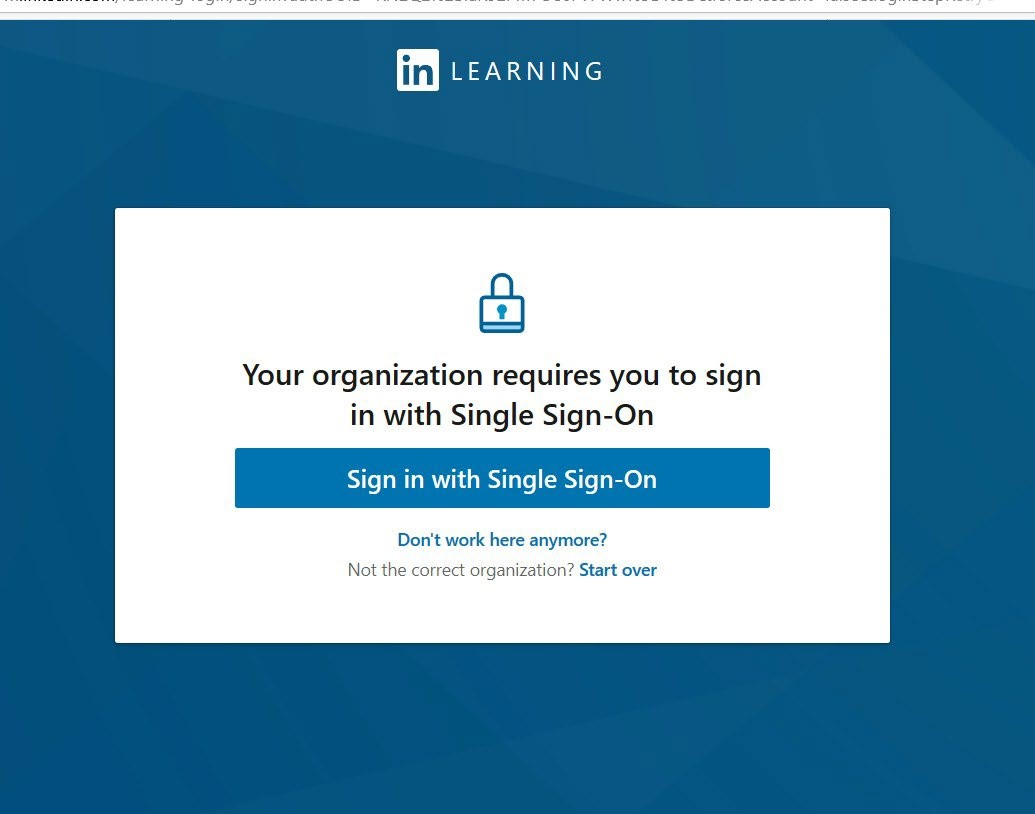 in LEARNING
Your organization requires you to sign
in with Single Sign-On
Sign in with Single Sign-On
Don't work here anymore?
Not the correct organization? Start over